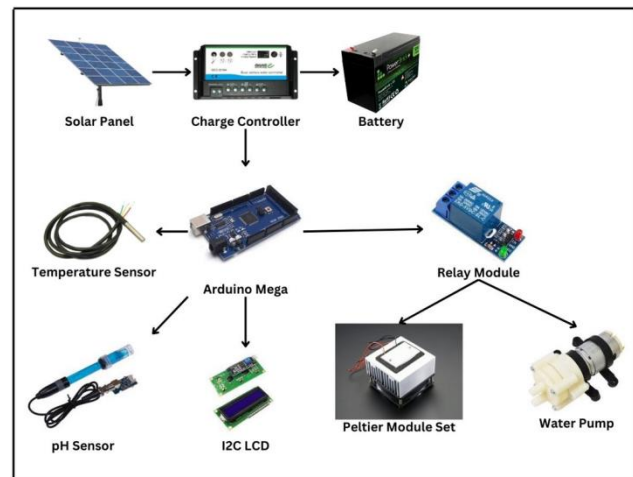 Solar Panel
Charge Controller
Battery
Temperature Sensor
Arduino Mega
Relay Module
pH Sensor
I2C LCD
Peltier Module Set
Water Pump